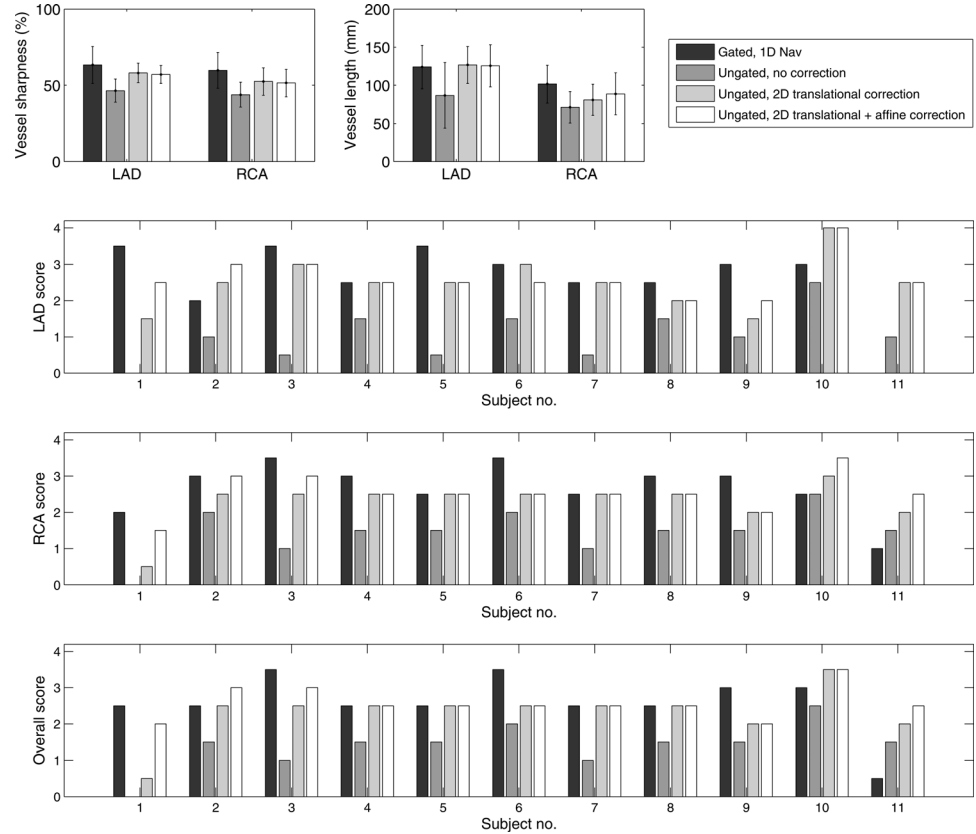 Vessel sharpness (%)
100
50
0
LAD
RCA
Vessel length (mm)
200
150
100
50
0
LAD
RCA
Gated, 1D Nav
Ungated, no correction
Ungated, 2D translational correction
Ungated, 2D translational + affine correction
LAD score
4
3
2
1
0
1 2 3 4 5 6 7 8 9 10 11
Subject no.
RCA score
4
3
2
1
0
1 2 3 4 5 6 7 8 9 10 11
Subject no.
Overall score
4
3
2
1
0
1 2 3 4 5 6 7 8 9 10 11
Subject no.